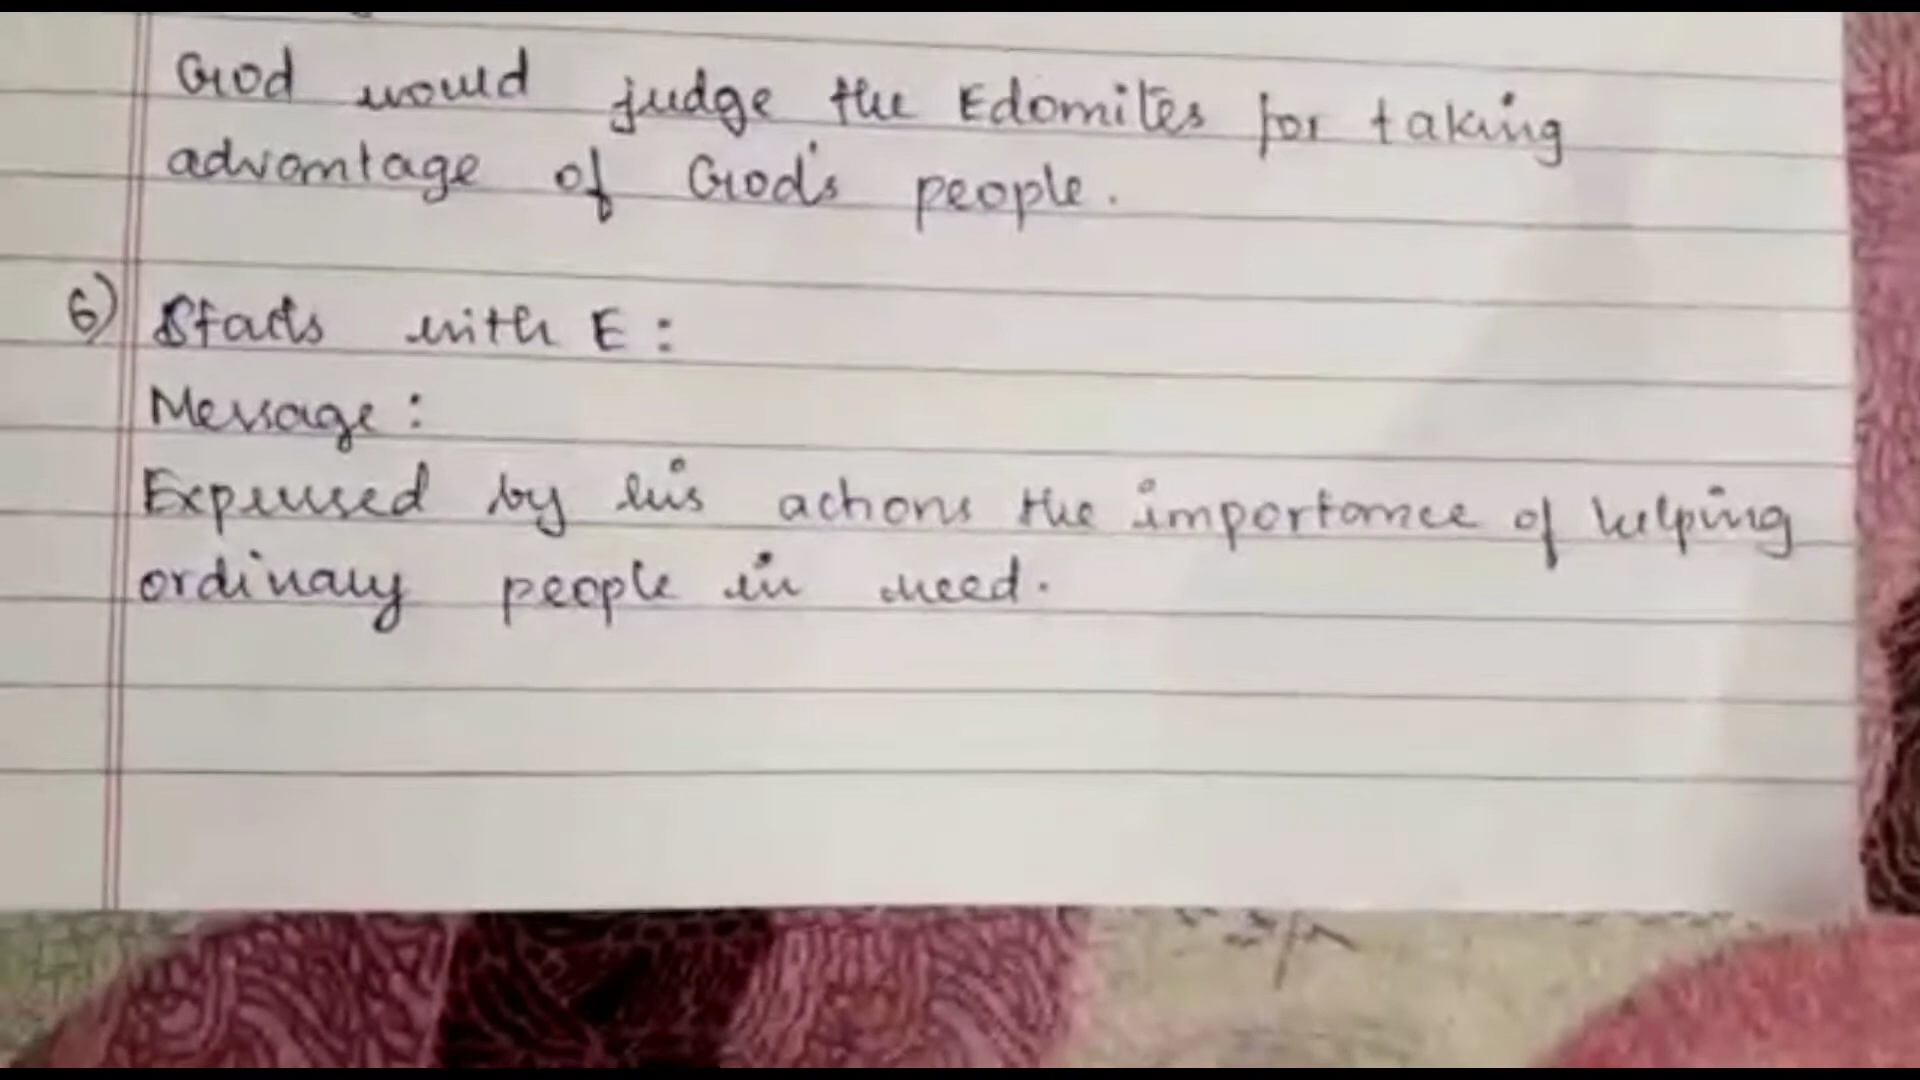 God would judge the Edomites for taking
advantage of God's people.
6) Starts with E:
Message:
Expressed by his actions the importance of helping
ordinary people in need.